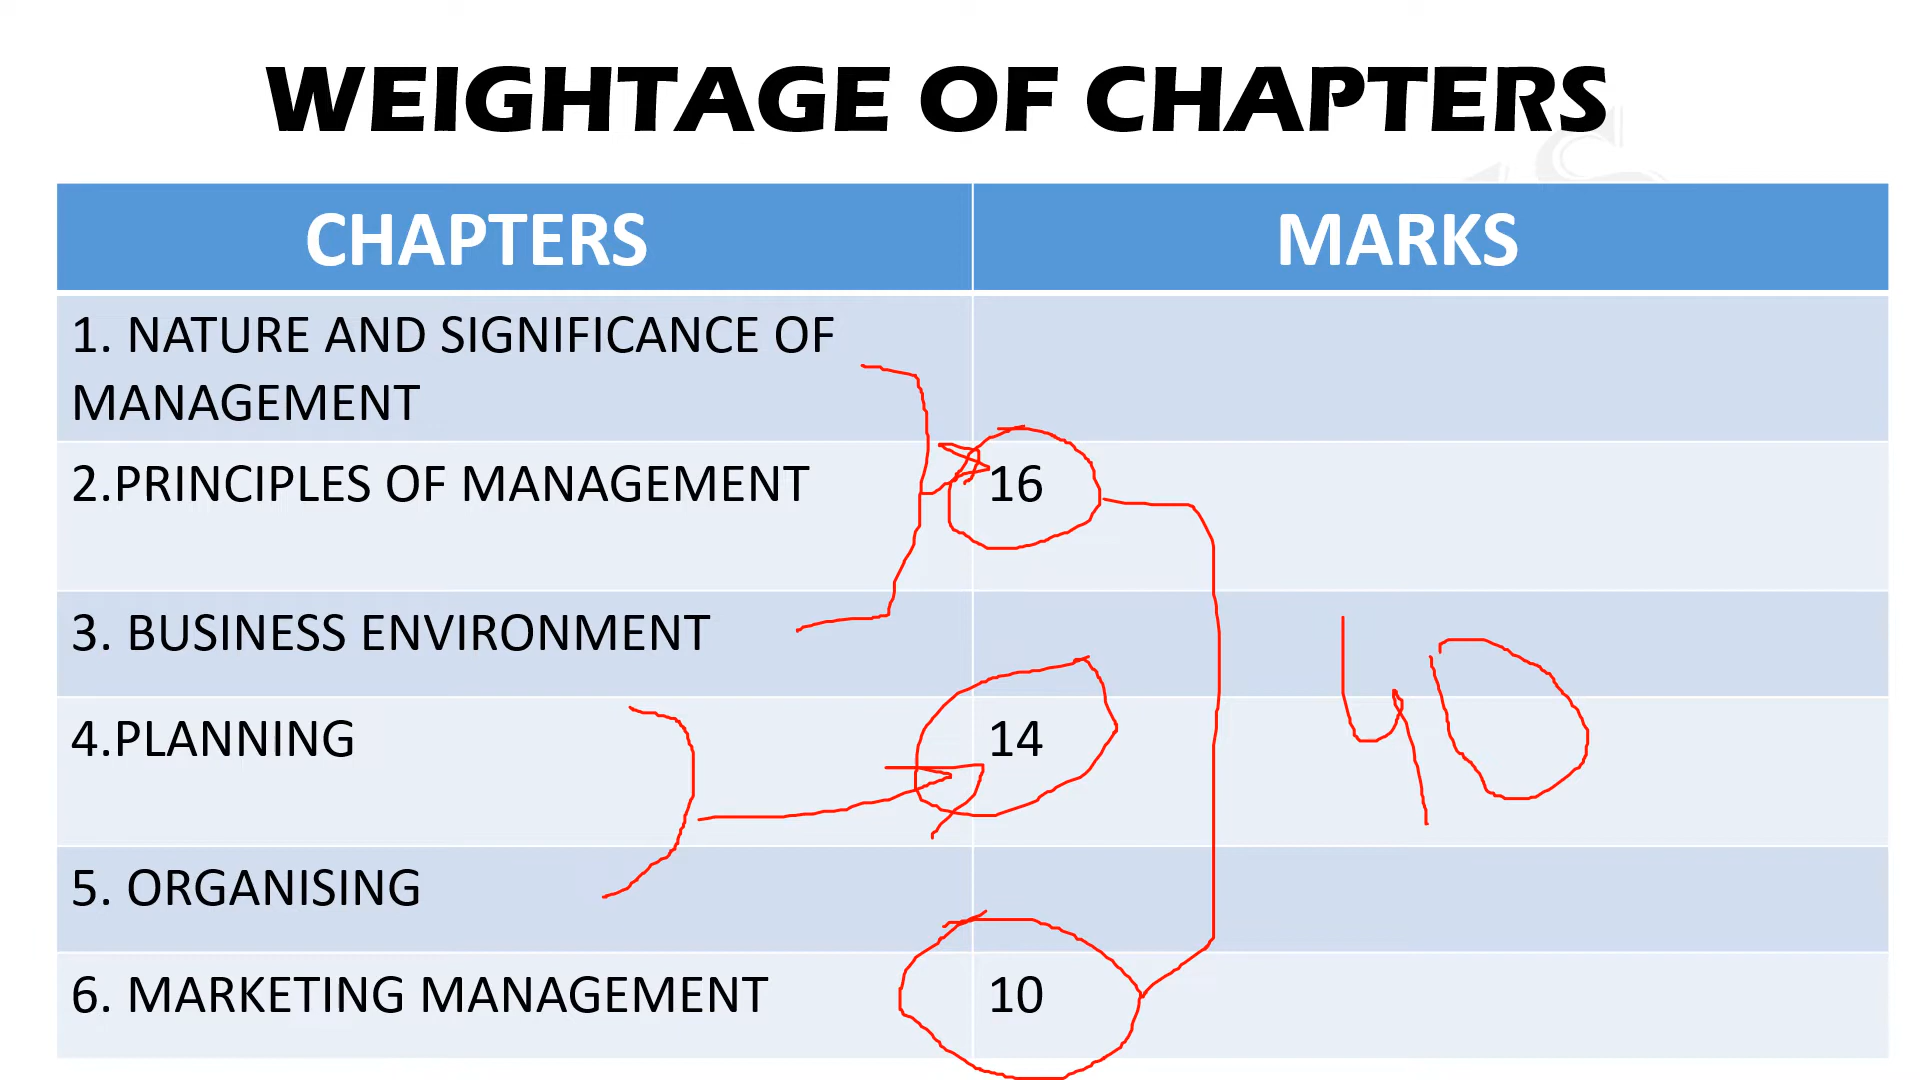 WEIGHTAGE OF CHAPTERS
CHAPTERS MARKS
1. NATURE AND SIGNIFICANCE OF
MANAGEMENT
2.PRINCIPLES OF MANAGEMENT 16
3. BUSINESS ENVIRONMENT
4.PLANNING 14
40
5. ORGANISING
6. MARKETING MANAGEMENT 10